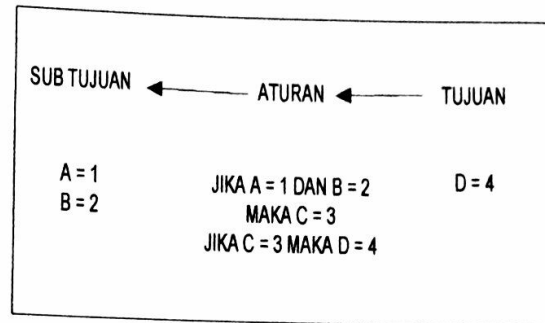 SUB TUJUAN ATURAN TUJUAN
A = 1
B = 2
JIKA A = 1 DAN B = 2
MAKA C = 3
JIKA C = 3 MAKA D = 4
D = 4